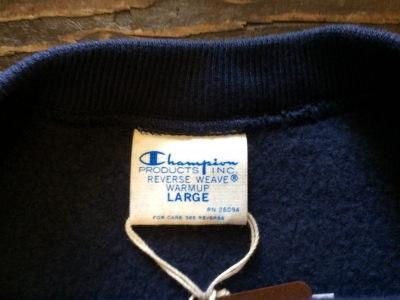 Champion
PRODUCTS INC.
REVERSE WEAVE®
WARMUP
LARGE
RN 26094
FOR CARE SEE REVERSE